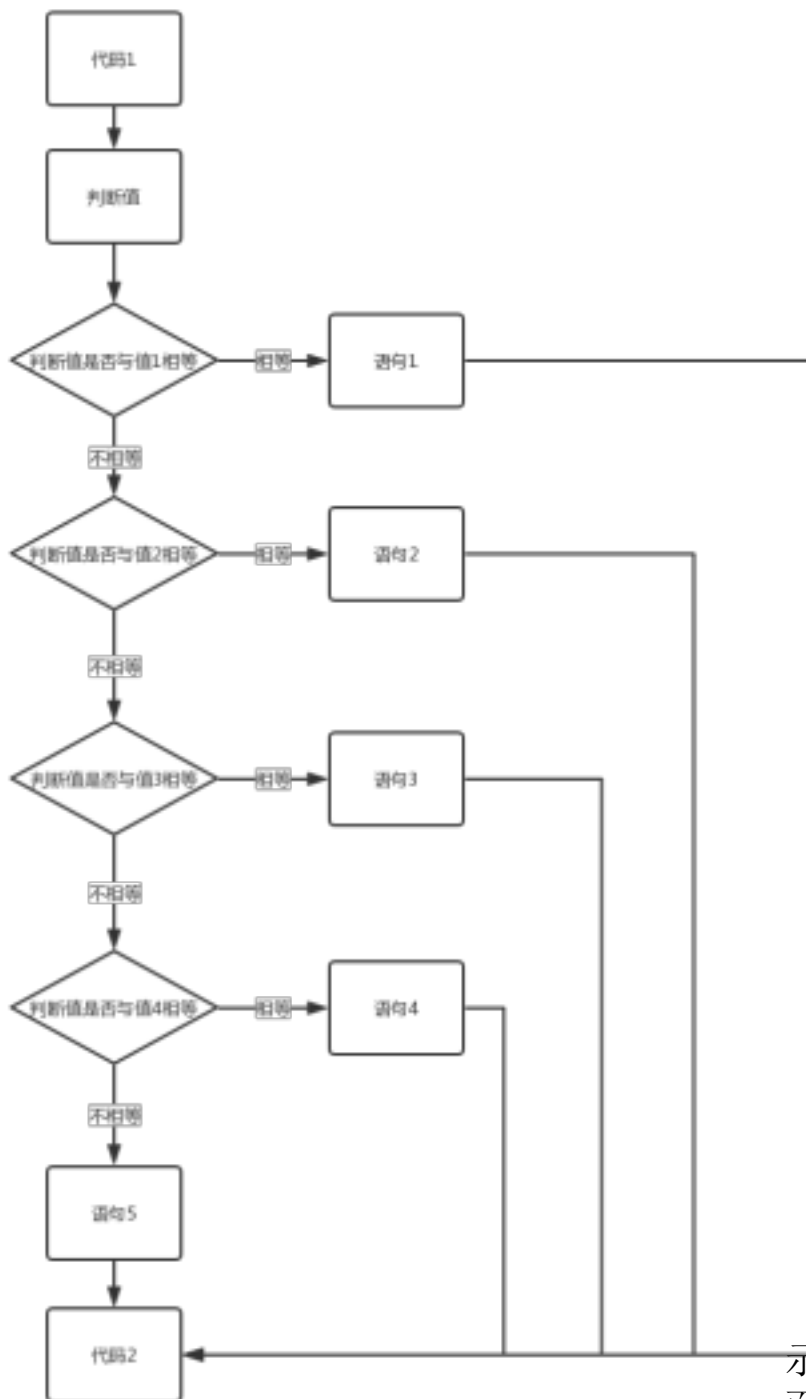 代码1
判断值
判断值是否与值1相等
相等
语句1
不相等
判断值是否与值2相等
相等
语句2
不相等
判断值是否与值3相等
相等
语句3
不相等
判断值是否与值4相等
相等
语句4
不相等
语句5
代码2
示